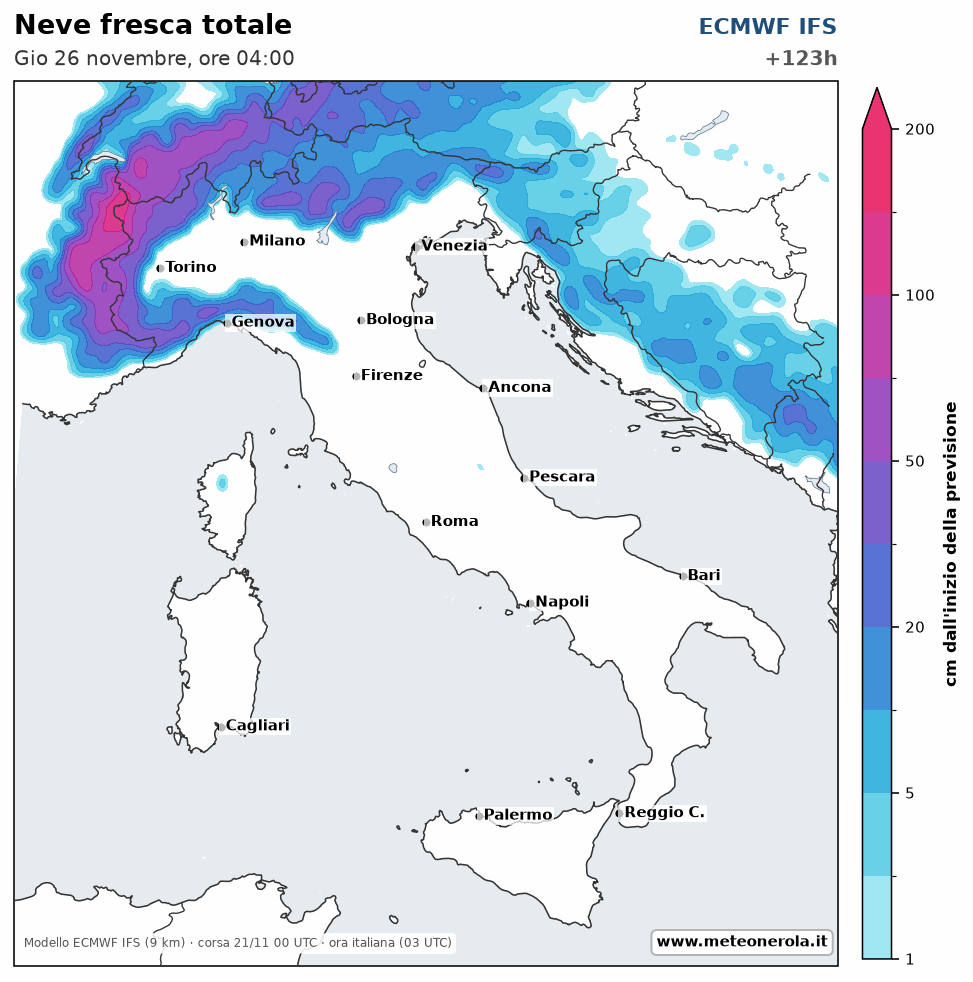 Neve fresca totale
ECMWF IFS
Gio 26 novembre, ore 04:00
+123h
200
100
50
20
5
1
cm dall'inizio della previsione
Milano
Venezia
Torino
Genova
Bologna
Firenze
Ancona
Pescara
Roma
Bari
Napoli
Cagliari
Palermo
Reggio C.
Modello ECMWF IFS (9 km) · corsa 21/11 00 UTC · ora italiana (03 UTC)
www.meteonerola.it